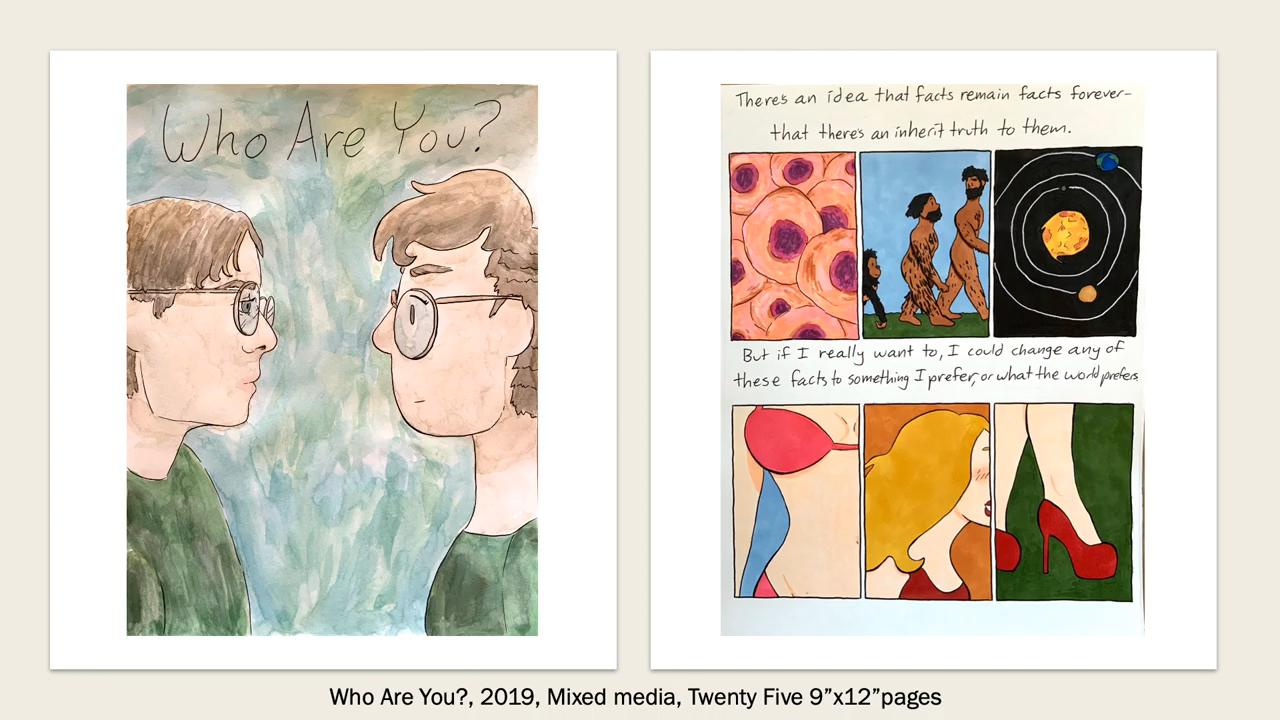 Who Are You?
There's an idea that facts remain facts forever-
that there's an inherit truth to them.
But if I really want to, I could change any of
these facts to something I prefer, or what the world prefers.
Who Are You?, 2019, Mixed media, Twenty Five 9”x12”pages